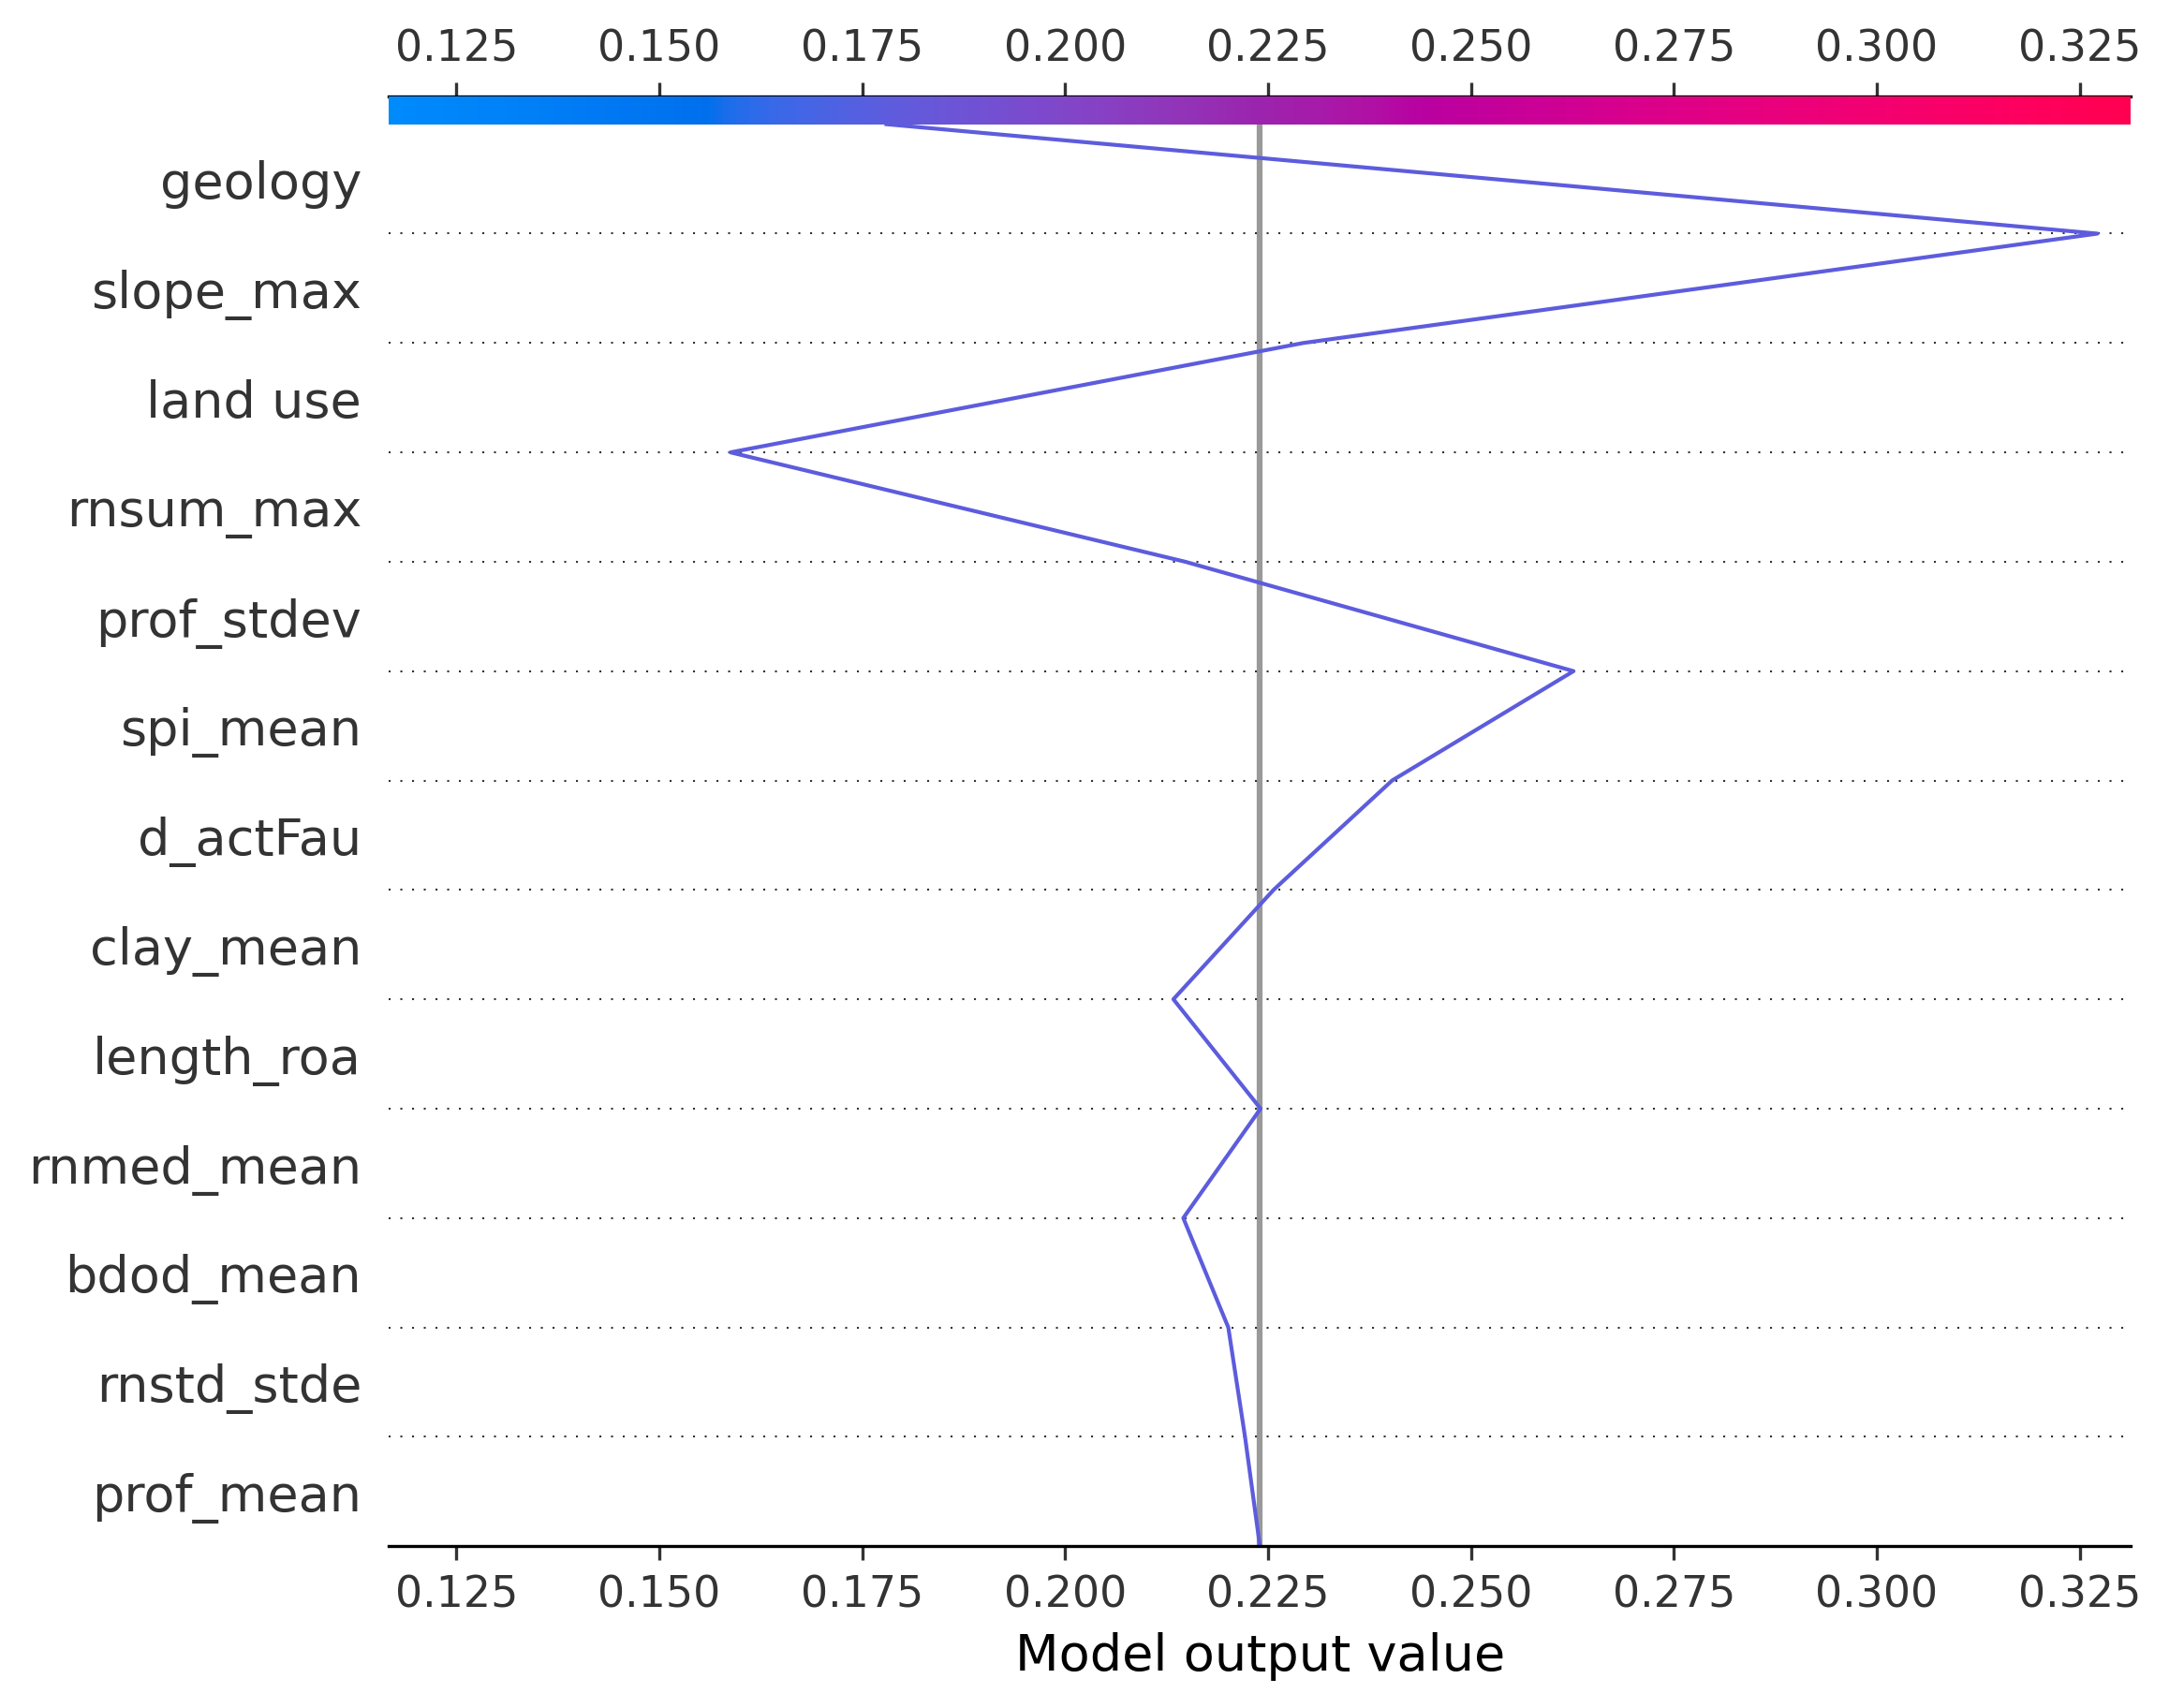 0.125 0.150 0.175 0.200 0.225 0.250 0.275 0.300 0.325
geology
slope_max
land use
rnsum_max
prof_stdev
spi_mean
d_actFau
clay_mean
length_roa
rnmed_mean
bdod_mean
rnstd_stde
prof_mean
0.125 0.150 0.175 0.200 0.225 0.250 0.275 0.300 0.325
Model output value